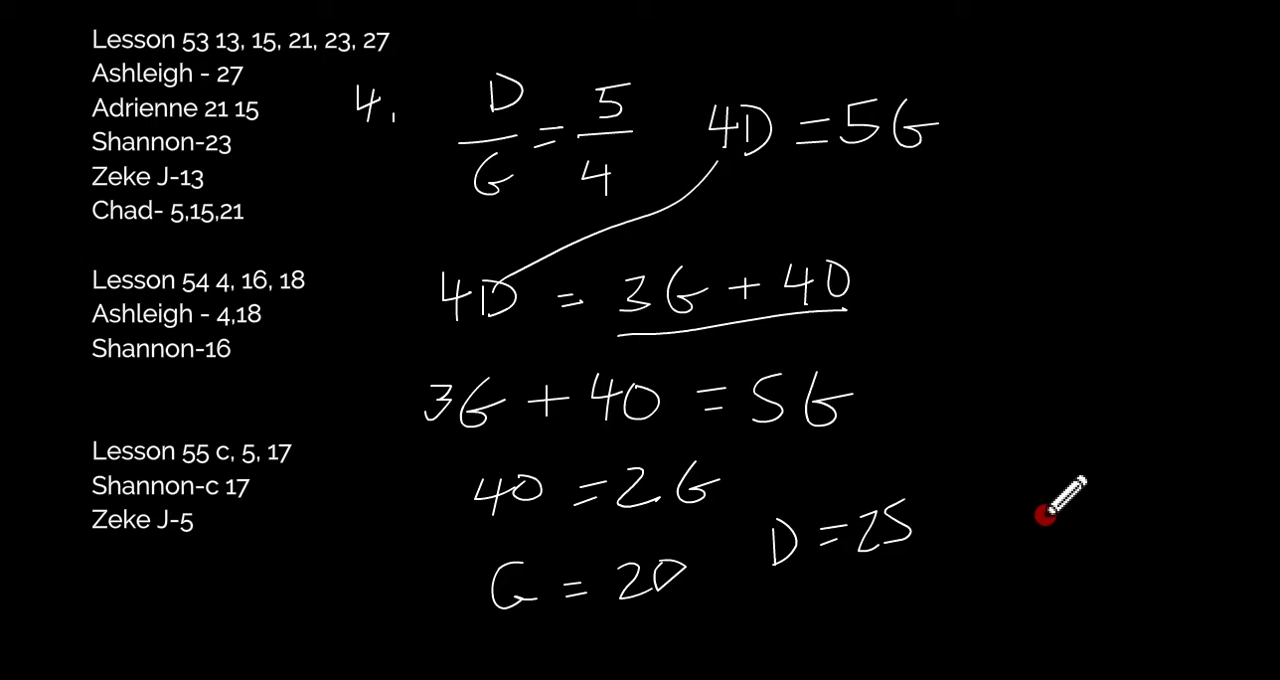 Lesson 53 13, 15, 21, 23, 27
Ashleigh - 27
Adrienne 21 15
Shannon-23
Zeke J-13
Chad- 5,15,21
Lesson 54 4, 16, 18
Ashleigh - 4,18
Shannon-16
Lesson 55 c, 5, 17
Shannon-c 17
Zeke J-5
4. D/G = 5/4 4D = 5G
4D = 3G + 40
3G + 40 = 5G
40 = 2G
G = 20 D = 25